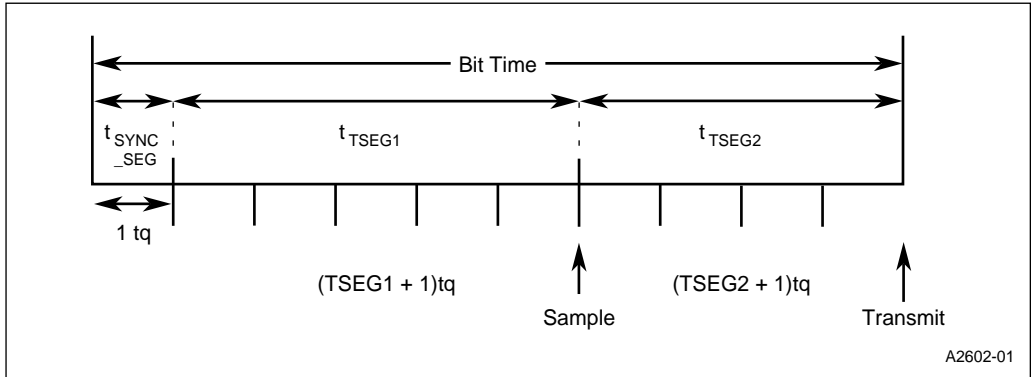 Bit Time
t SYNC _SEG
t TSEG1
t TSEG2
1 tq
(TSEG1 + 1)tq
(TSEG2 + 1)tq
Sample
Transmit
A2602-01